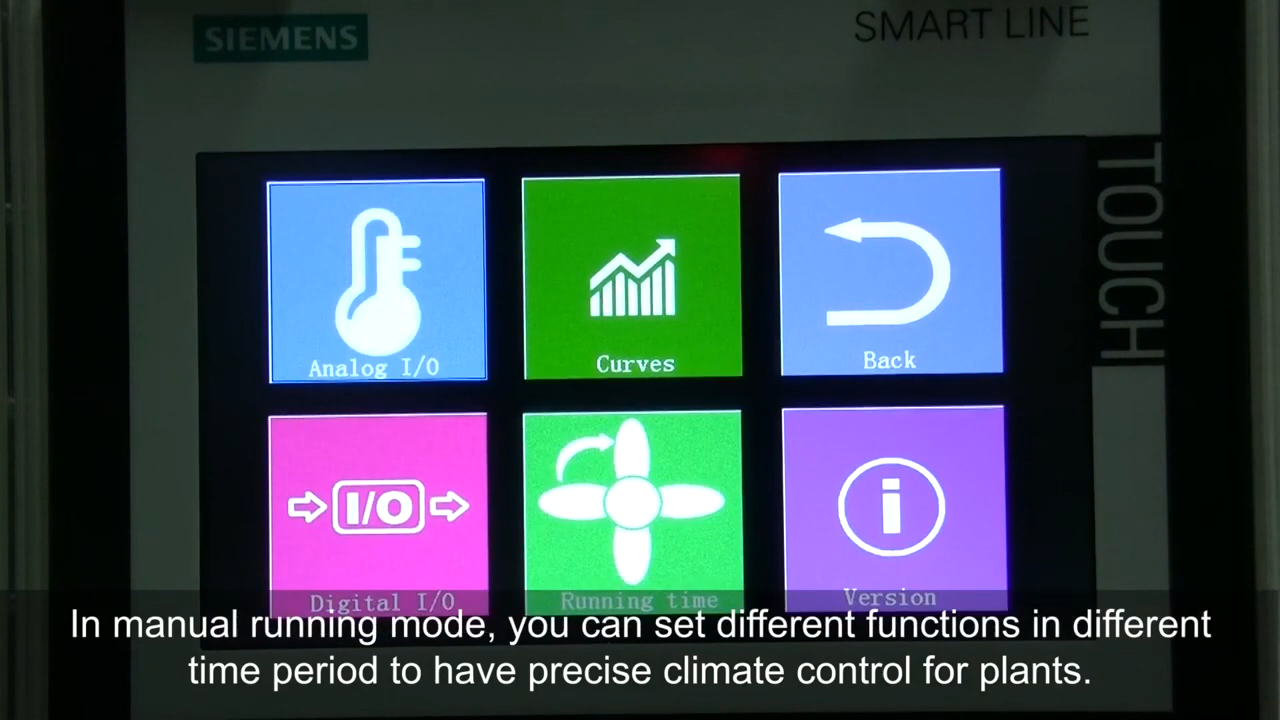 SIEMENS
SMART LINE
TOUCH
Analog I/O
Curves
Back
I/O
i
Digital I/O
Running time
Version
In manual running mode, you can set different functions in different
time period to have precise climate control for plants.